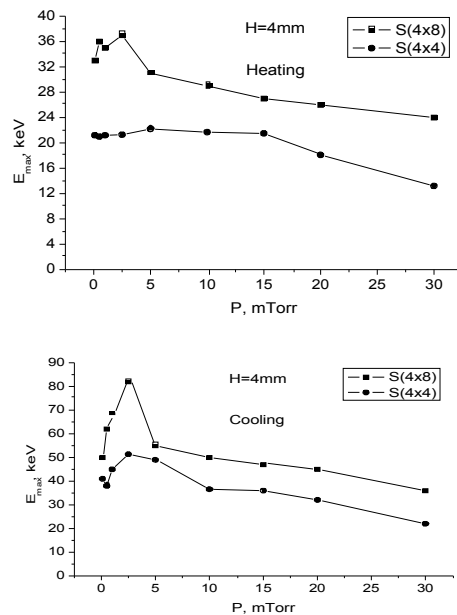 40
36
32
28
24
20
16
12
8
4
0
E max, keV
H=4mm
Heating
S(4x8)
S(4x4)
0 5 10 15 20 25 30
P, mTorr
90
80
70
60
50
40
30
20
10
0
E max, keV
H=4mm
Cooling
S(4x8)
S(4x4)
0 5 10 15 20 25 30
P, mTorr